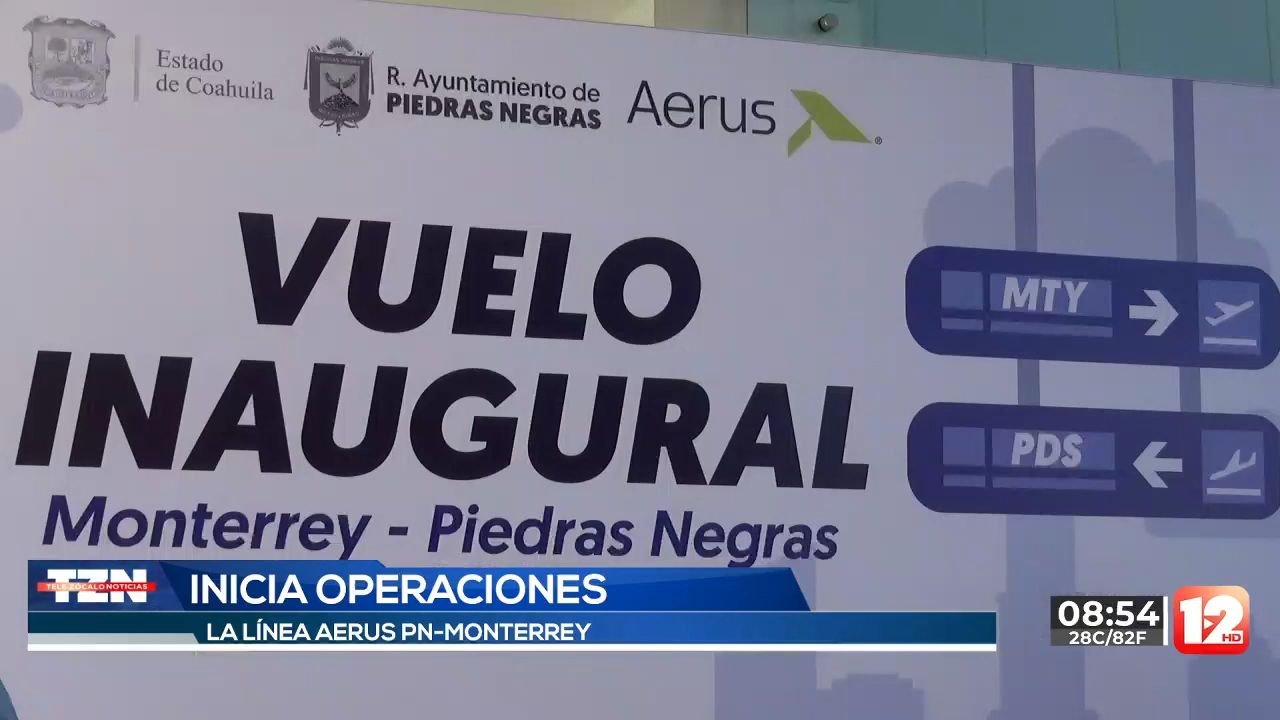 Estado
de Coahuila
R. Ayuntamiento de
PIEDRAS NEGRAS
Aerus
VUELO
INAUGURAL
Monterrey - Piedras Negras
MTY
PDS
TZN
TELE ZOCALO NOTICIAS
INICIA OPERACIONES
LA LÍNEA AERUS PN-MONTERREY
08:54
28C/82F
12
HD